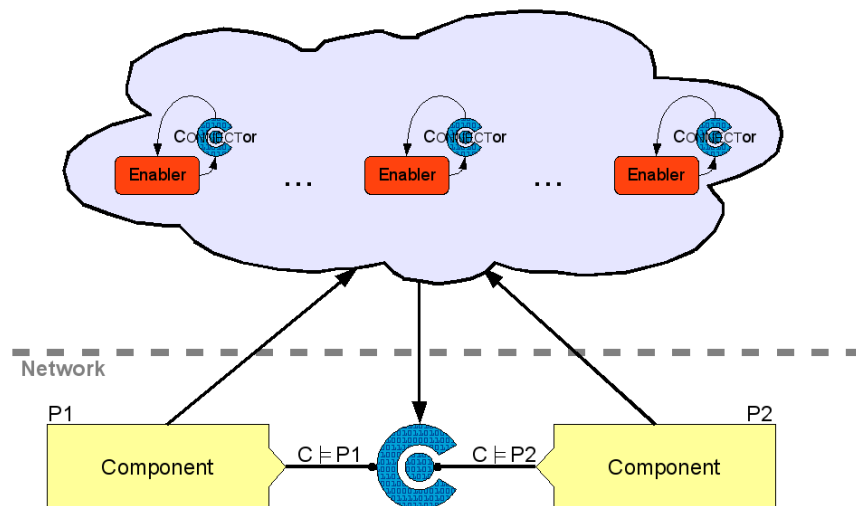 CONNECTor CONNECTor CONNECTor
Enabler ... Enabler ... Enabler
Network
P1 P2
Component C ⊨ P1 C ⊨ P2 Component